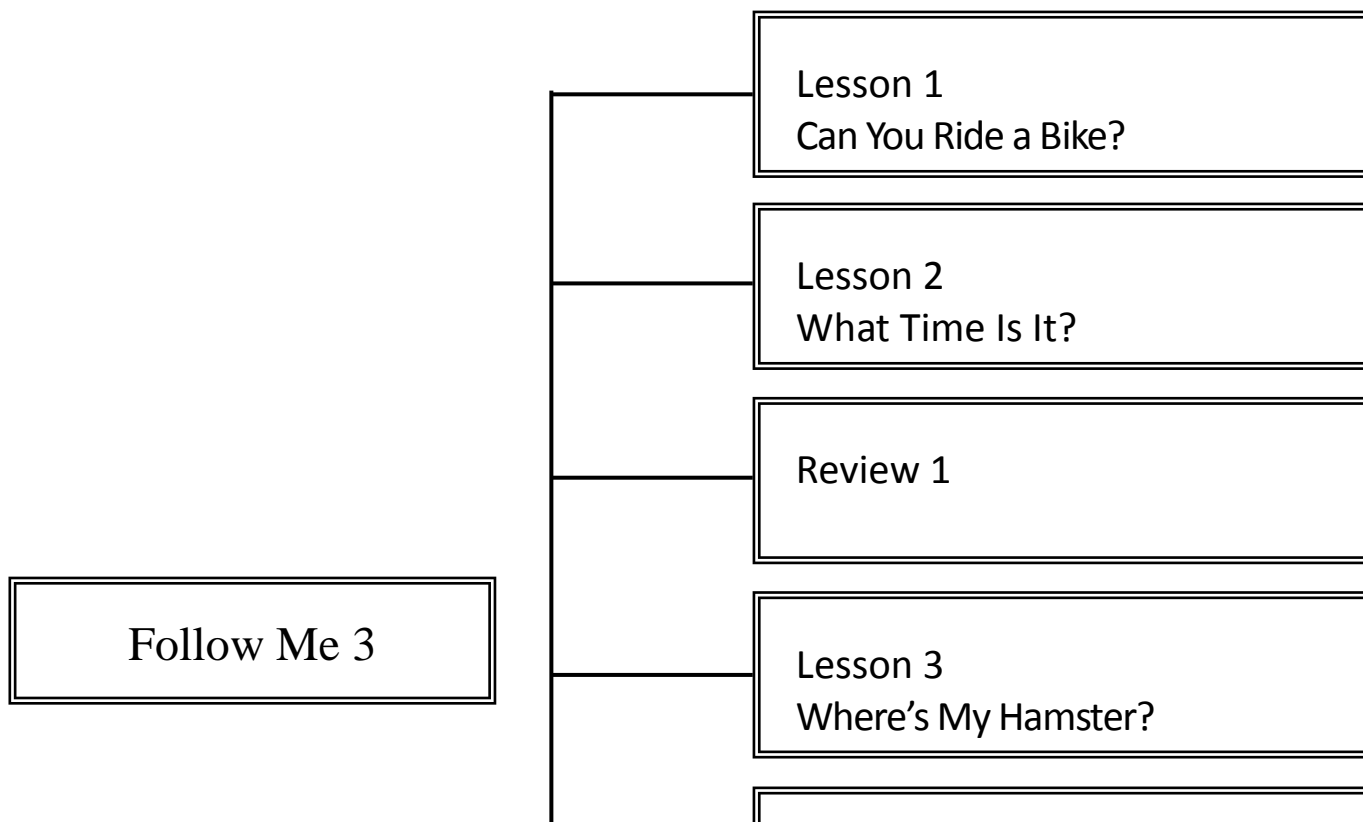 Lesson 1
Can You Ride a Bike?
Lesson 2
What Time Is It?
Review 1
Follow Me 3
Lesson 3
Where’s My Hamster?